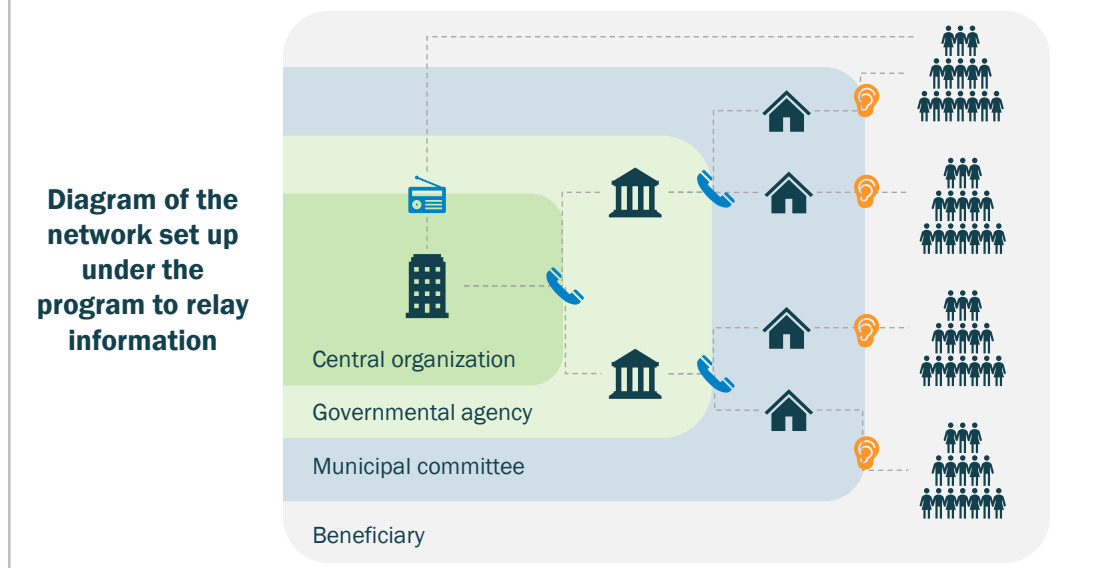 Diagram of the
network set up
under the
program to relay
information
Central organization
Governmental agency
Municipal committee
Beneficiary